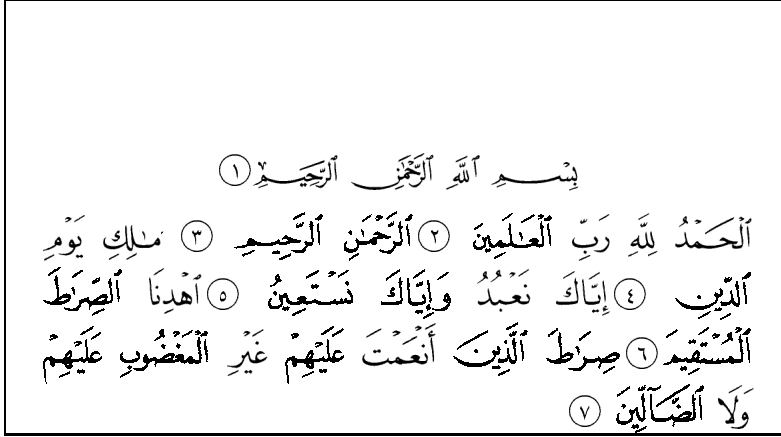 بِسْمِ ٱللَّهِ ٱلرَّحْمَٰنِ ٱلرَّحِيمِ ١
ٱلْحَمْدُ لِلَّهِ رَبِّ ٱلْعَـٰلَمِينَ ٢ ٱلرَّحْمَـٰنِ ٱلرَّحِيمِ ٣ مَـٰلِكِ يَوْمِ
ٱلدِّينِ ٤ إِيَّاكَ نَعْبُدُ وَإِيَّاكَ نَسْتَعِينُ ٥ ٱهْدِنَا ٱلصِّرَٰطَ
ٱلْمُسْتَقِيمَ ٦ صِرَٰطَ ٱلَّذِينَ أَنْعَمْتَ عَلَيْهِمْ غَيْرِ ٱلْمَغْضُوبِ عَلَيْهِمْ
وَلَا ٱلضَّآلِّينَ ٧